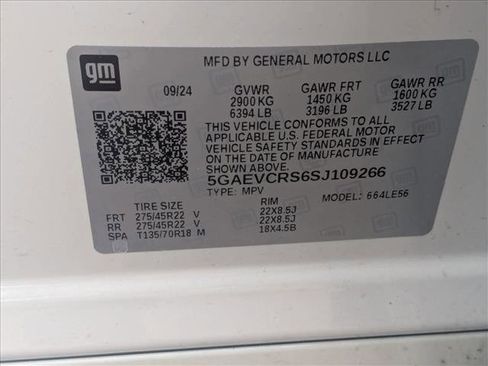 gm
MFD BY GENERAL MOTORS LLC
09/24 GVWR GAWR FRT GAWR RR
2900 KG 1450 KG 1600 KG
6394 LB 3196 LB 3527 LB
THIS VEHICLE CONFORMS TO ALL
APPLICABLE U.S. FEDERAL MOTOR
VEHICLE SAFETY STANDARDS IN EFFECT
ON THE DATE OF MANUFACTURE
SHOWN ABOVE.
5GAEVCRS6SJ109266
TYPE: MPV MODEL: 664LE56
TIRE SIZE RIM
FRT 275/45R22 V 22X8.5J
RR 275/45R22 V 22X8.5J
SPA T135/70R18 M 18X4.5B